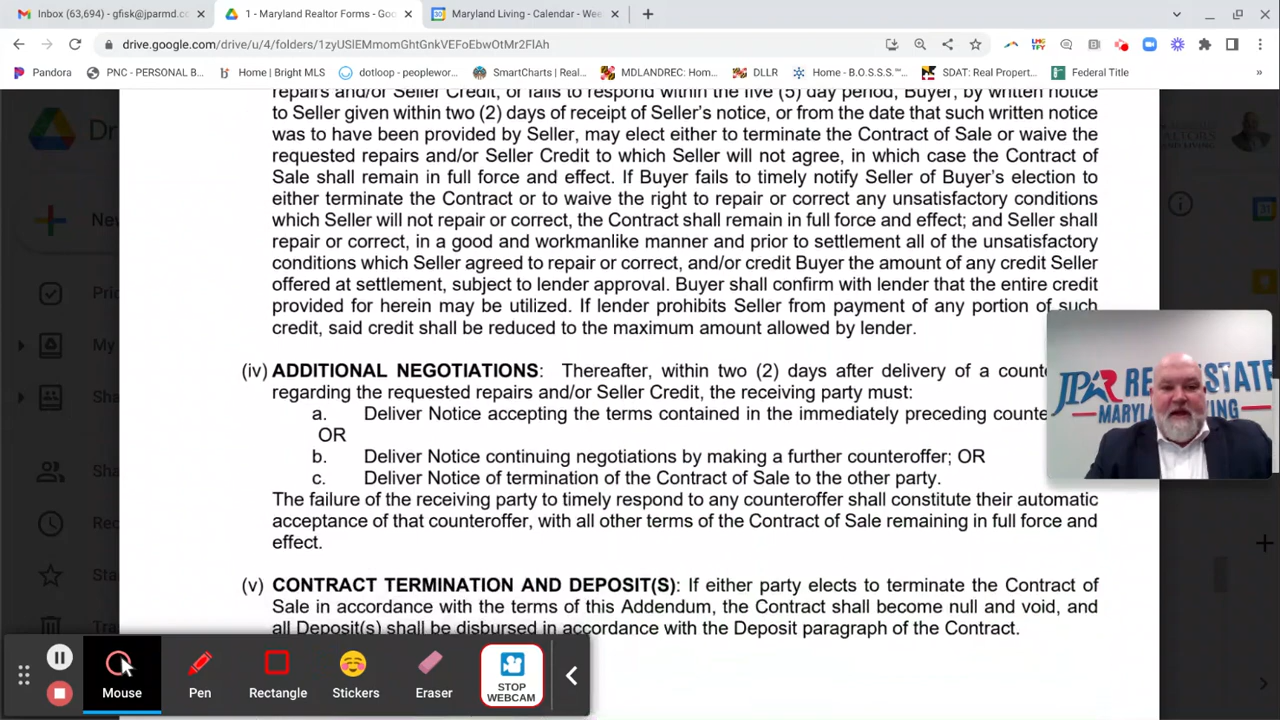 Inbox (63,694) - gfisk@jparmd.c
1 - Maryland Realtor Forms - Goo
Maryland Living - Calendar - Wee
drive.google.com/drive/u/4/folders/1zyUSlEMmomGhtGnkVEFoEbwOtMr2FlAh
Pandora
PNC - PERSONAL B...
Home | Bright MLS
dotloop - peoplewor...
SmartCharts | Real...
MDLANDREC: Hom...
DLLR
Home - B.O.S.S.S.™...
SDAT: Real Propert...
Federal Title
repairs and/or Seller Credit, or fails to respond within the five (5) day period, Buyer, by written notice
to Seller given within two (2) days of receipt of Seller's notice, or from the date that such written notice
was to have been provided by Seller, may elect either to terminate the Contract of Sale or waive the
requested repairs and/or Seller Credit to which Seller will not agree, in which case the Contract of
Sale shall remain in full force and effect. If Buyer fails to timely notify Seller of Buyer's election to
either terminate the Contract or to waive the right to repair or correct any unsatisfactory conditions
which Seller will not repair or correct, the Contract shall remain in full force and effect; and Seller shall
repair or correct, in a good and workmanlike manner and prior to settlement all of the unsatisfactory
conditions which Seller agreed to repair or correct, and/or credit Buyer the amount of any credit Seller
offered at settlement, subject to lender approval. Buyer shall confirm with lender that the entire credit
provided for herein may be utilized. If lender prohibits Seller from payment of any portion of such
credit, said credit shall be reduced to the maximum amount allowed by lender.
(iv) ADDITIONAL NEGOTIATIONS: Thereafter, within two (2) days after delivery of a counte
regarding the requested repairs and/or Seller Credit, the receiving party must:
a. Deliver Notice accepting the terms contained in the immediately preceding counte
OR
b. Deliver Notice continuing negotiations by making a further counteroffer; OR
c. Deliver Notice of termination of the Contract of Sale to the other party.
The failure of the receiving party to timely respond to any counteroffer shall constitute their automatic
acceptance of that counteroffer, with all other terms of the Contract of Sale remaining in full force and
effect.
(v) CONTRACT TERMINATION AND DEPOSIT(S): If either party elects to terminate the Contract of
Sale in accordance with the terms of this Addendum, the Contract shall become null and void, and
all Deposit(s) shall be disbursed in accordance with the Deposit paragraph of the Contract.
Dr
Nev
Pric
My
Sha
Rec
Sta
Tra
JPAR REAL ESTATE
MARYLAND LIVING
Mouse
Pen
Rectangle
Stickers
Eraser
STOP
WEBCAM